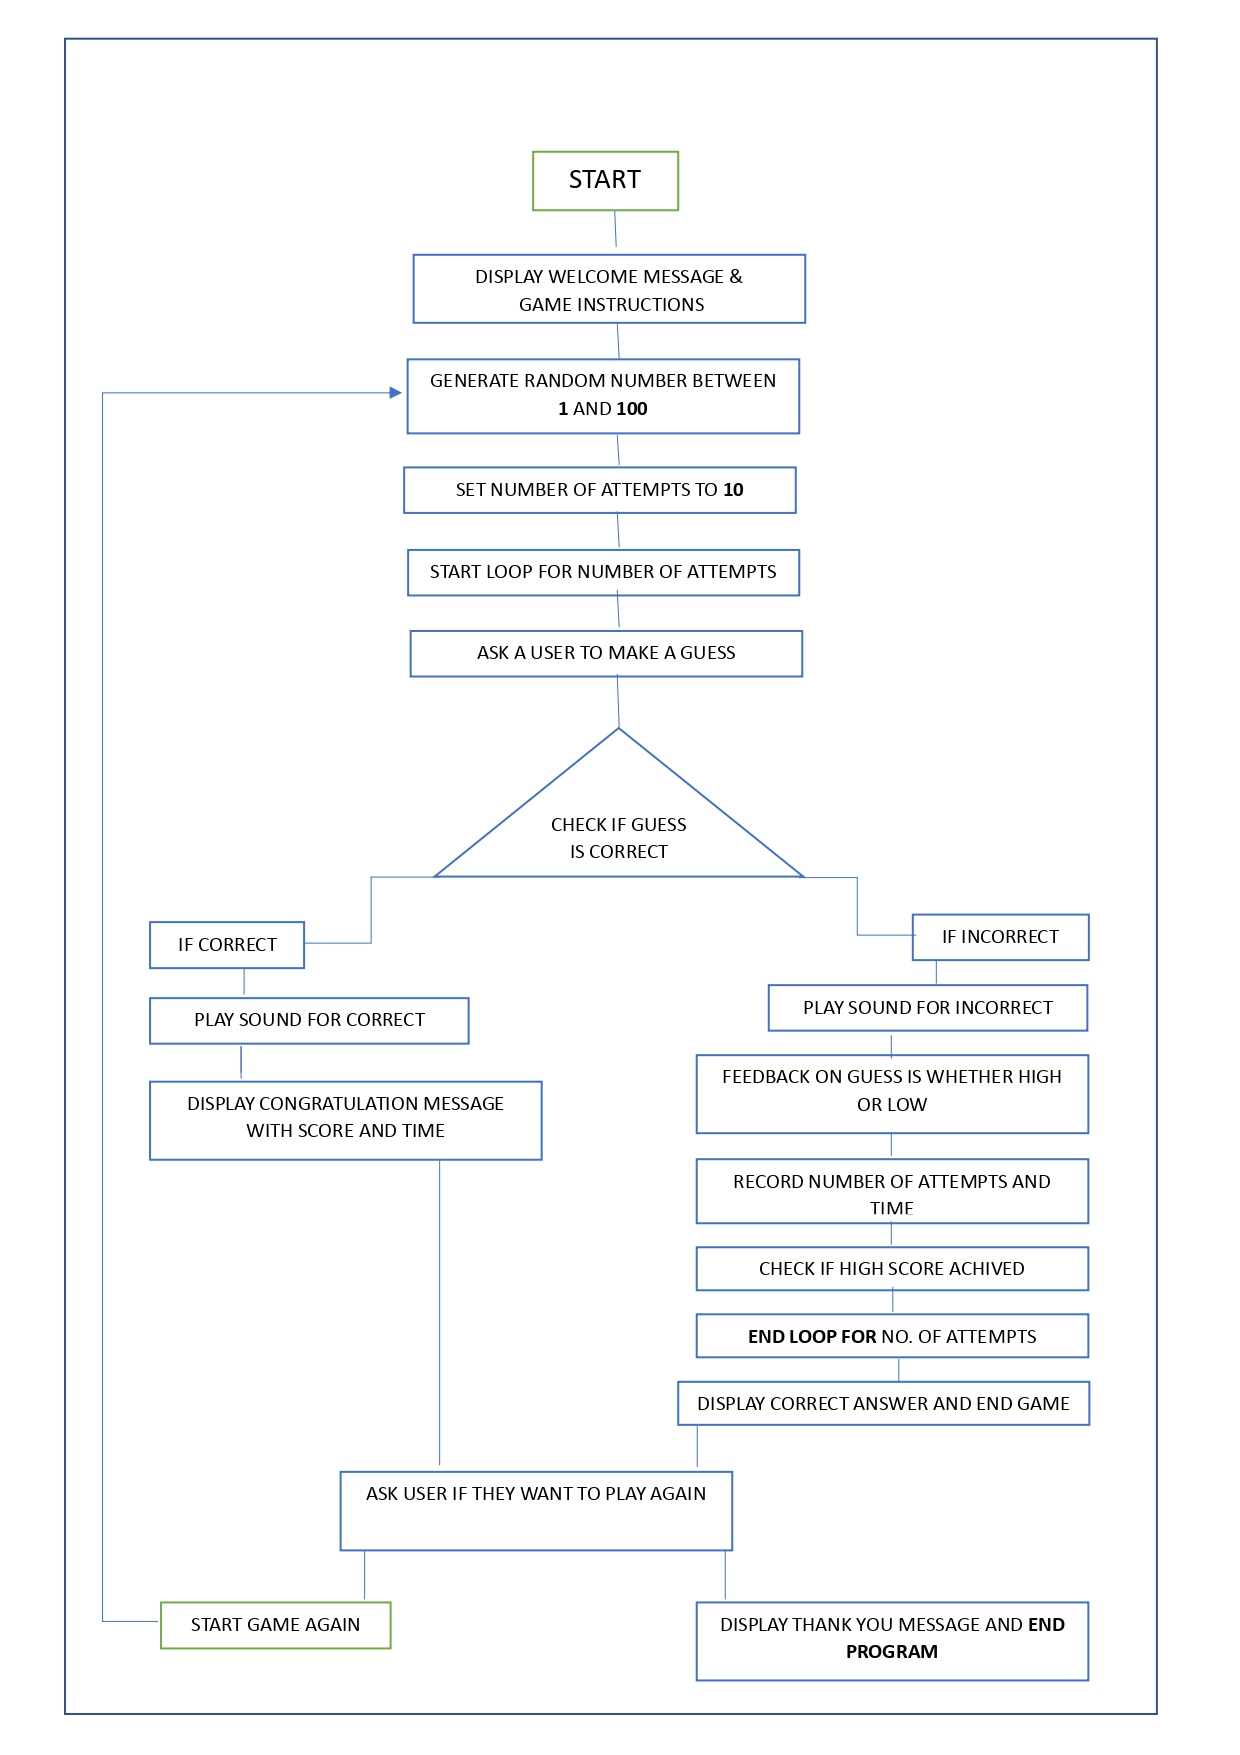 START
DISPLAY WELCOME MESSAGE &
GAME INSTRUCTIONS
GENERATE RANDOM NUMBER BETWEEN
1 AND 100
SET NUMBER OF ATTEMPTS TO 10
START LOOP FOR NUMBER OF ATTEMPTS
ASK A USER TO MAKE A GUESS
CHECK IF GUESS
IS CORRECT
IF CORRECT
PLAY SOUND FOR CORRECT
DISPLAY CONGRATULATION MESSAGE
WITH SCORE AND TIME
IF INCORRECT
PLAY SOUND FOR INCORRECT
FEEDBACK ON GUESS IS WHETHER HIGH
OR LOW
RECORD NUMBER OF ATTEMPTS AND
TIME
CHECK IF HIGH SCORE ACHIVED
END LOOP FOR NO. OF ATTEMPTS
DISPLAY CORRECT ANSWER AND END GAME
ASK USER IF THEY WANT TO PLAY AGAIN
START GAME AGAIN
DISPLAY THANK YOU MESSAGE AND END
PROGRAM